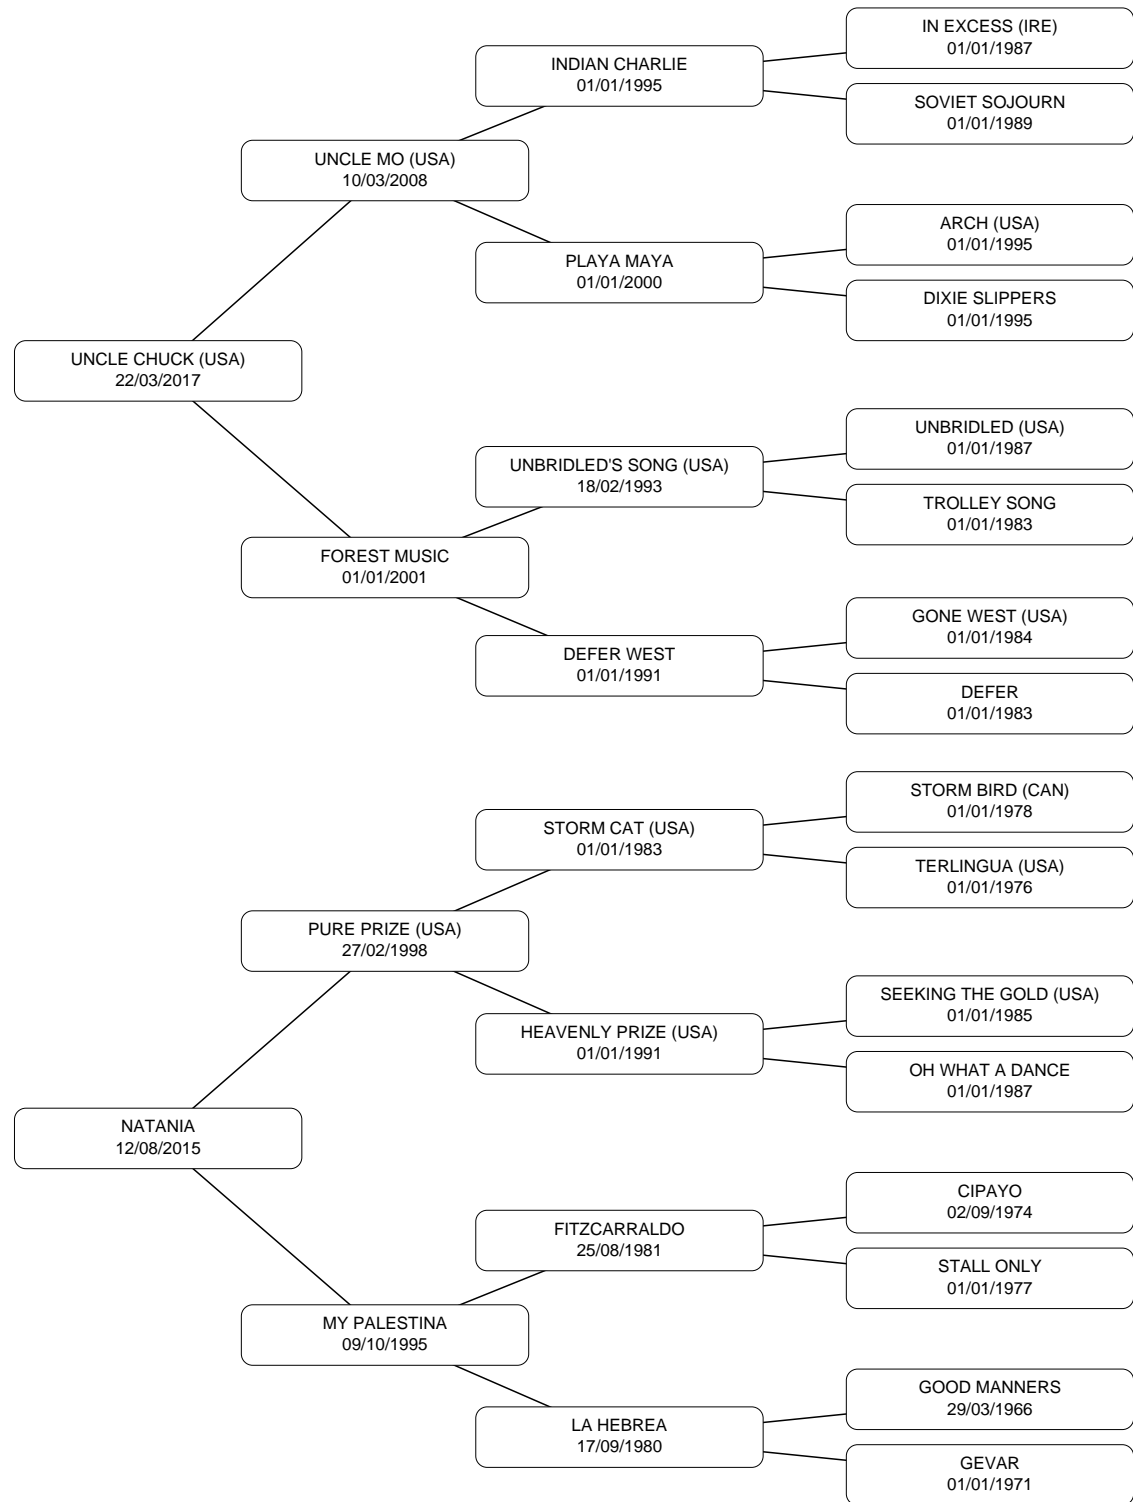 IN EXCESS (IRE)
01/01/1987
INDIAN CHARLIE
01/01/1995
SOVIET SOJOURN
01/01/1989
UNCLE MO (USA)
10/03/2008
ARCH (USA)
01/01/1995
PLAYA MAYA
01/01/2000
DIXIE SLIPPERS
01/01/1995
UNCLE CHUCK (USA)
22/03/2017
UNBRIDLED (USA)
01/01/1987
UNBRIDLED'S SONG (USA)
18/02/1993
TROLLEY SONG
01/01/1983
FOREST MUSIC
01/01/2001
GONE WEST (USA)
01/01/1984
DEFER WEST
01/01/1991
DEFER
01/01/1983
STORM BIRD (CAN)
01/01/1978
STORM CAT (USA)
01/01/1983
TERLINGUA (USA)
01/01/1976
PURE PRIZE (USA)
27/02/1998
SEEKING THE GOLD (USA)
01/01/1985
HEAVENLY PRIZE (USA)
01/01/1991
OH WHAT A DANCE
01/01/1987
NATANIA
12/08/2015
CIPAYO
02/09/1974
FITZCARRALDO
25/08/1981
STALL ONLY
01/01/1977
MY PALESTINA
09/10/1995
GOOD MANNERS
29/03/1966
LA HEBREA
17/09/1980
GEVAR
01/01/1971